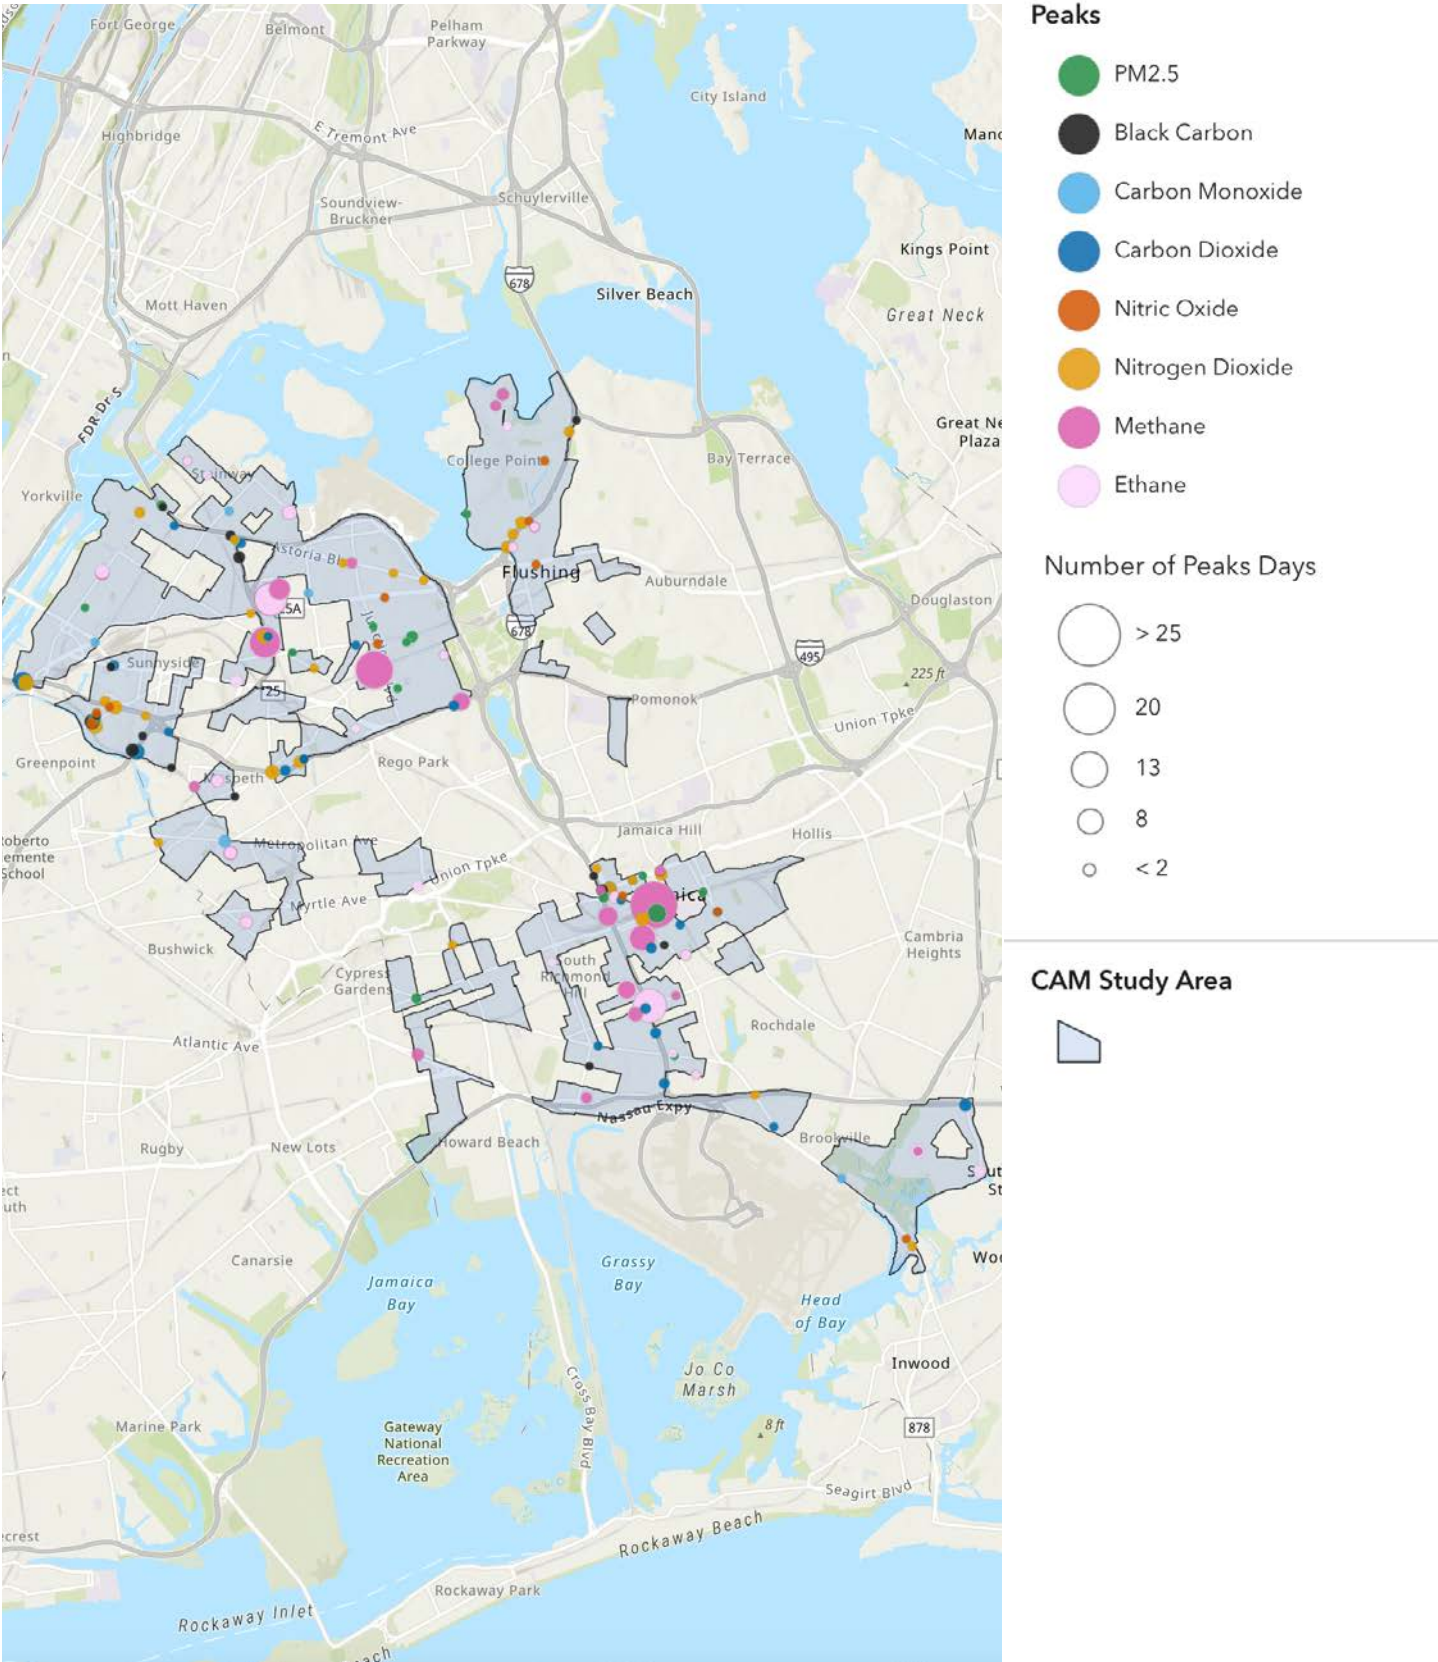 Fort George
Belmont
Pelham
Parkway
City Island
Highbridge
E Tremont Ave
Soundview-
Bruckner
Schuylerville
Kings Point
678
Silver Beach
Great Neck
Mott Haven
FDR Dr S
Bay Terrace
College Point
Yorkville
Astoria Bl
Flushing
Auburndale
Douglaston
25A
678
495
225 ft
Sunnyside
25
Pomonok
Union Tpke
Greenpoint
Rego Park
Jamaica Hill
Hollis
Metropolitan Ave
Union Tpke
Myrtle Ave
Bushwick
Cypress
Gardens
South
Richmond
Hill
Cambria
Heights
Atlantic Ave
Rochdale
Nassau Expy
Rugby
New Lots
Howard Beach
Brookville
Canarsie
Jamaica
Bay
Grassy
Bay
Head
of Bay
Inwood
Jo Co
Marsh
Cross Bay Blvd
Marine Park
Gateway
National
Recreation
Area
8 ft
878
Seagirt Blvd
Rockaway Beach
Rockaway Park
Rockaway Inlet
Peaks
PM2.5
Black Carbon
Carbon Monoxide
Carbon Dioxide
Nitric Oxide
Nitrogen Dioxide
Methane
Ethane
Number of Peaks Days
> 25
20
13
8
< 2
CAM Study Area